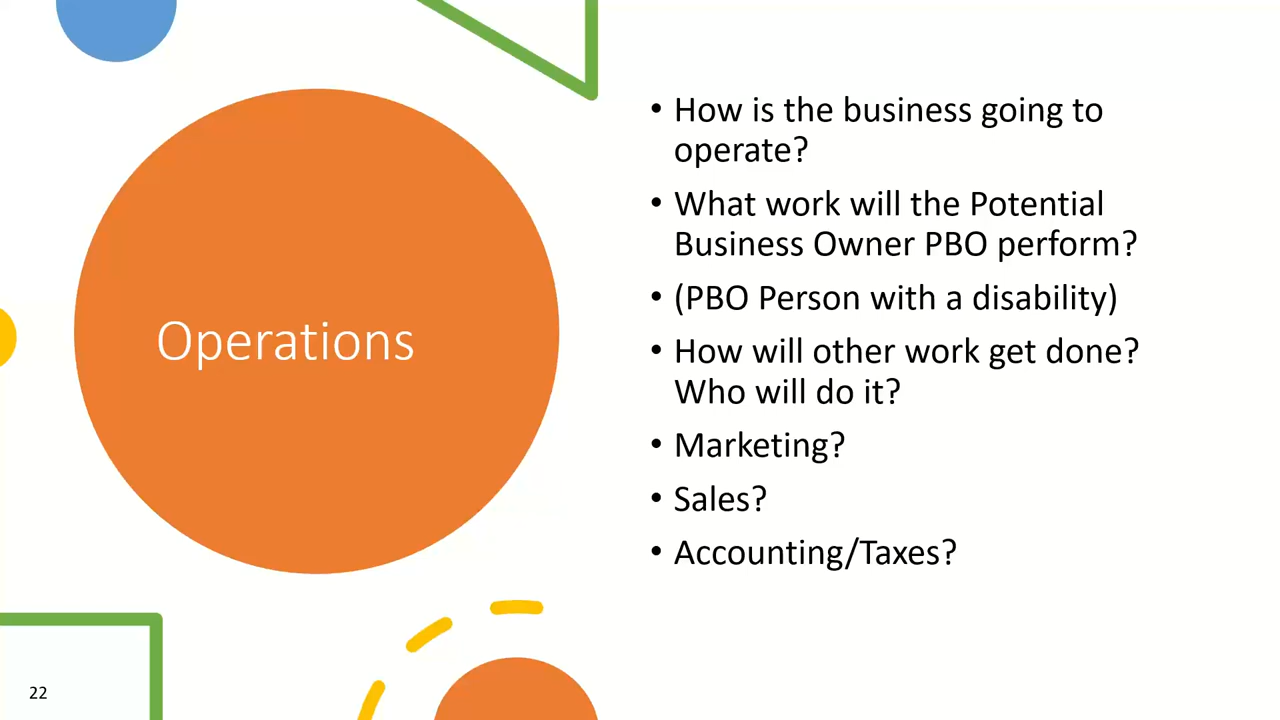 Operations
• How is the business going to
operate?
• What work will the Potential
Business Owner PBO perform?
• (PBO Person with a disability)
• How will other work get done?
Who will do it?
• Marketing?
• Sales?
• Accounting/Taxes?
22